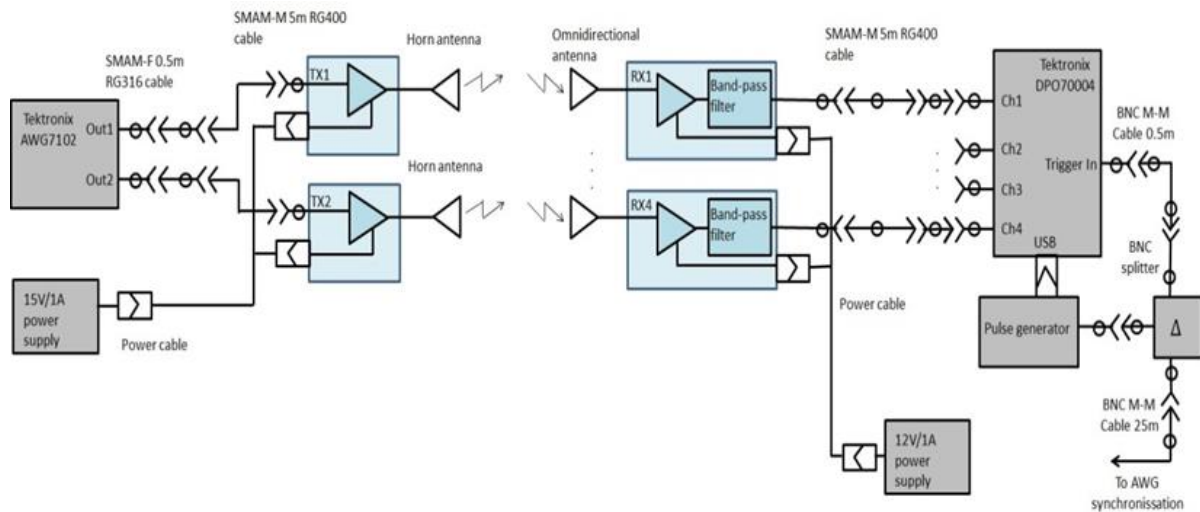 SMAM-M 5m RG400
cable
SMAM-F 0.5m
RG316 cable
Tektronix
AWG7102
Out1
Out2
TX1
Horn antenna
Horn antenna
TX2
15V/1A
power
supply
Power cable
Omnidirectional
antenna
RX1
Band-pass
filter
RX4
Band-pass
filter
SMAM-M 5m RG400
cable
Power cable
12V/1A
power
supply
Tektronix
DPO70004
Ch1
Ch2
Ch3
Ch4
Trigger In
USB
Pulse generator
BNC M-M
Cable 0.5m
BNC
splitter
Δ
BNC M-M
Cable 25m
To AWG
synchronissation